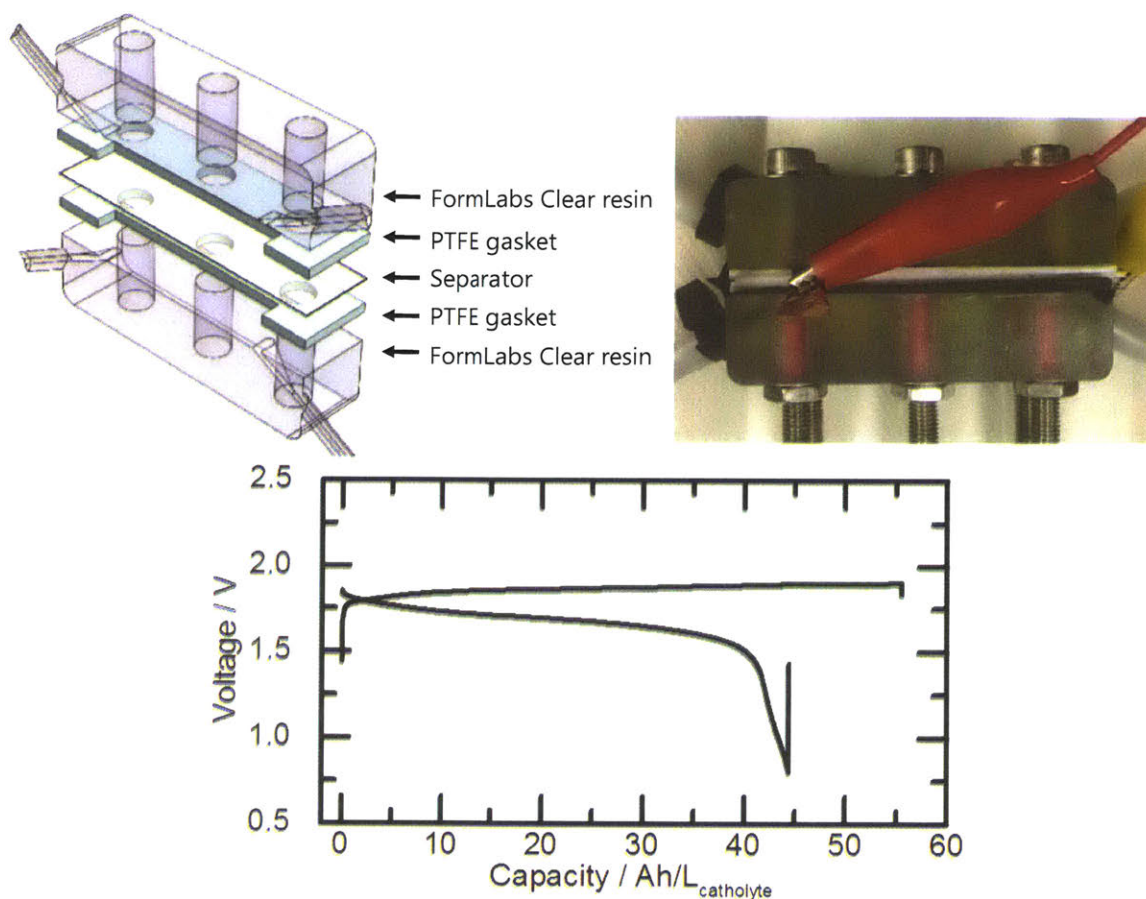 FormLabs Clear resin
PTFE gasket
Separator
PTFE gasket
FormLabs Clear resin
2.5
2.0
1.5
1.0
0.5
Voltage / V
0 10 20 30 40 50 60
Capacity / Ah/L_catholyte